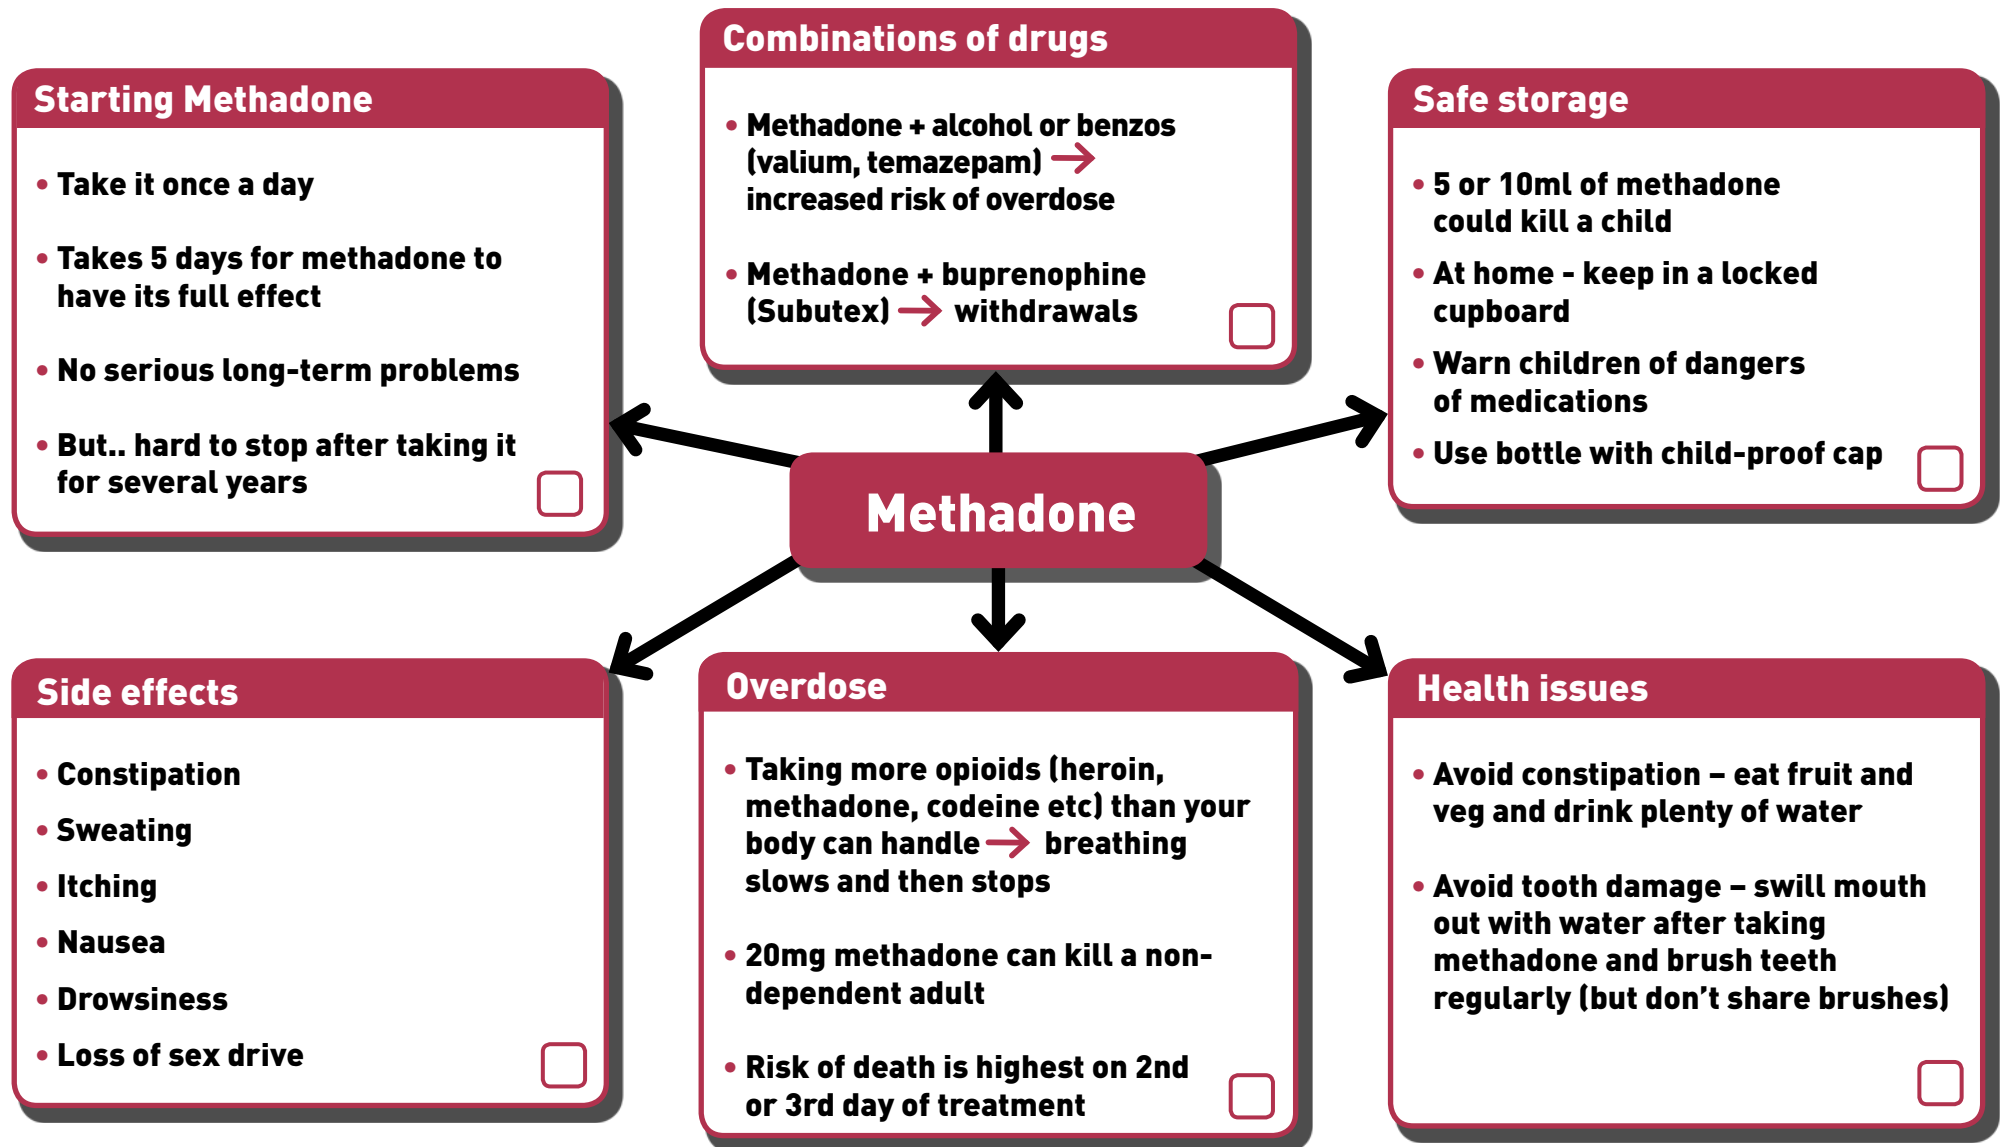 Combinations of drugs
• Methadone + alcohol or benzos
(valium, temazepam) →
increased risk of overdose
• Methadone + buprenophine
(Subutex) → withdrawals
Starting Methadone
• Take it once a day
• Takes 5 days for methadone to
have its full effect
• No serious long-term problems
• But.. hard to stop after taking it
for several years
Safe storage
• 5 or 10ml of methadone
could kill a child
• At home - keep in a locked
cupboard
• Warn children of dangers
of medications
• Use bottle with child-proof cap
Methadone
Side effects
• Constipation
• Sweating
• Itching
• Nausea
• Drowsiness
• Loss of sex drive
Overdose
• Taking more opioids (heroin,
methadone, codeine etc) than your
body can handle → breathing
slows and then stops
• 20mg methadone can kill a non-
dependent adult
• Risk of death is highest on 2nd
or 3rd day of treatment
Health issues
• Avoid constipation – eat fruit and
veg and drink plenty of water
• Avoid tooth damage – swill mouth
out with water after taking
methadone and brush teeth
regularly (but don’t share brushes)